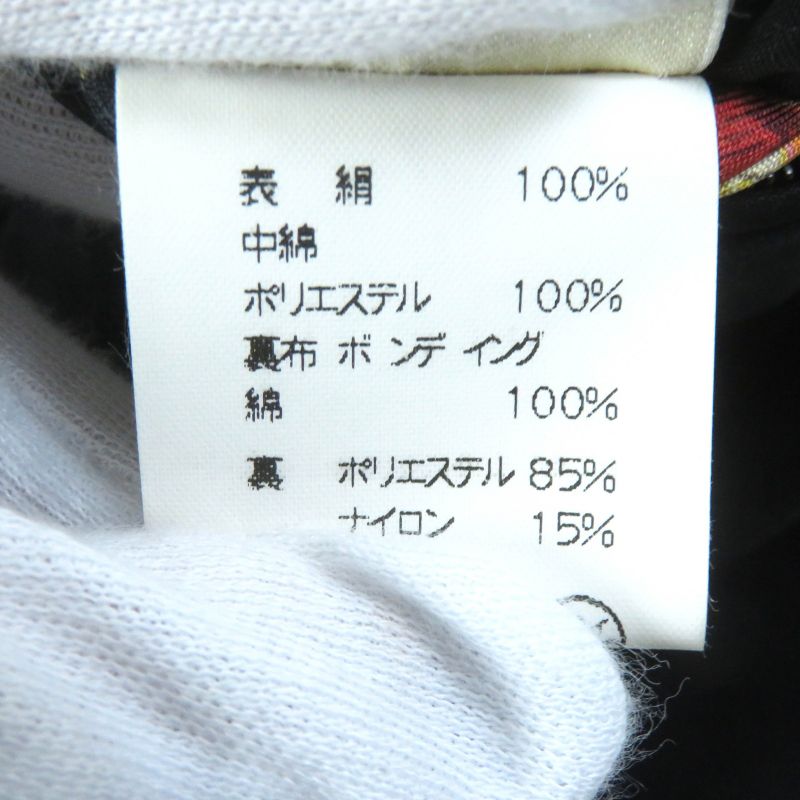 表 絹 100%
中綿
ポリエステル 100%
裏布 ボンディング
綿 100%
裏 ポリエステル 85%
ナイロン 15%